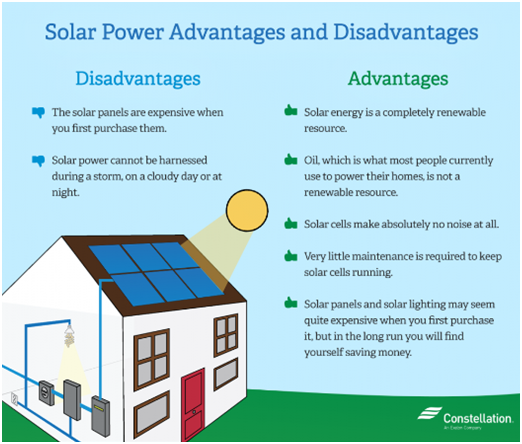 Solar Power Advantages and Disadvantages
Disadvantages
The solar panels are expensive when
you first purchase them.
Solar power cannot be harnessed
during a storm, on a cloudy day or at
night.
Advantages
Solar energy is a completely renewable
resource.
Oil, which is what most people currently
use to power their homes, is not a
renewable resource.
Solar cells make absolutely no noise at all.
Very little maintenance is required to keep
solar cells running.
Solar panels and solar lighting may seem
quite expensive when you first purchase
it, but in the long run you will find
yourself saving money.
Constellation
An Exelon Company